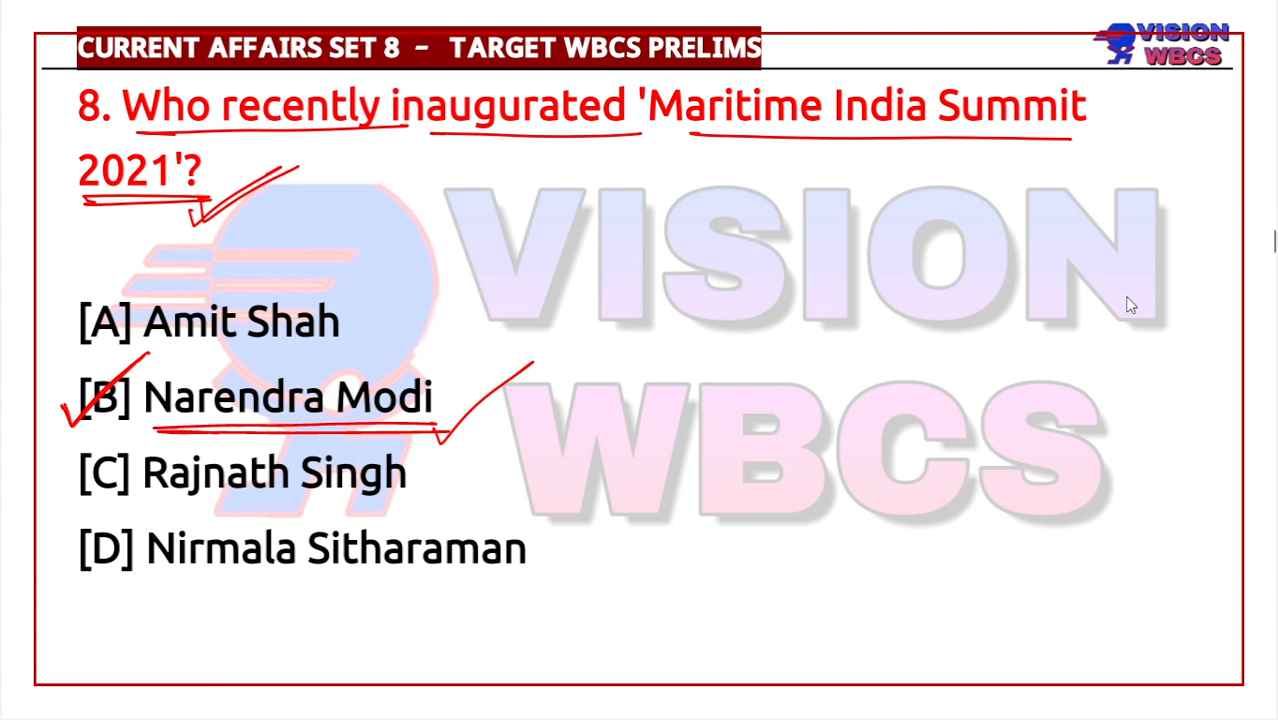 CURRENT AFFAIRS SET 8 - TARGET WBCS PRELIMS
VISION
WBCS
8. Who recently inaugurated 'Maritime India Summit
2021'?
VISION
[A] Amit Shah
[B] Narendra Modi
WBCS
[C] Rajnath Singh
[D] Nirmala Sitharaman